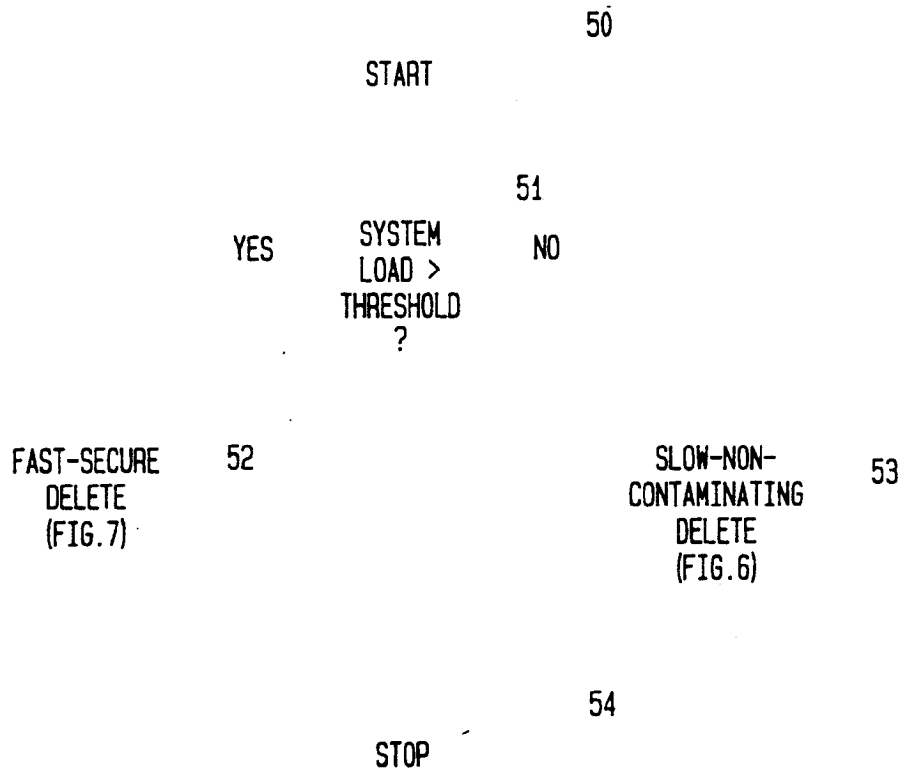 50
START
51
YES
SYSTEM
LOAD >
THRESHOLD
?
NO
FAST-SECURE
DELETE
(FIG.7)
52
SLOW-NON-
CONTAMINATING
DELETE
(FIG.6)
53
54
STOP